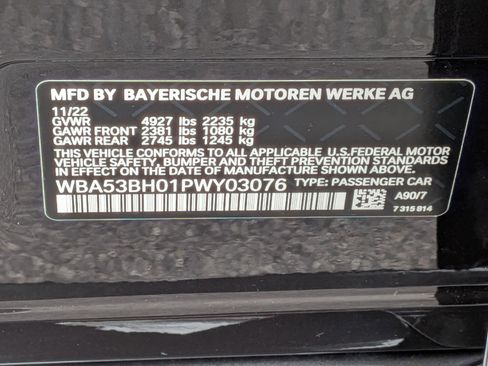 MFD BY BAYERISCHE MOTOREN WERKE AG
11/22
GVWR 4927 lbs 2235 kg
GAWR FRONT 2381 lbs 1080 kg
GAWR REAR 2745 lbs 1245 kg
THIS VEHICLE CONFORMS TO ALL APPLICABLE U.S.FEDERAL MOTOR
VEHICLE SAFETY, BUMPER AND THEFT PREVENTION STANDARDS
IN EFFECT ON THE DATE OF MANUFACTURE SHOWN ABOVE.
WBA53BH01PWY03076 TYPE: PASSENGER CAR
A90/7
7 315 814